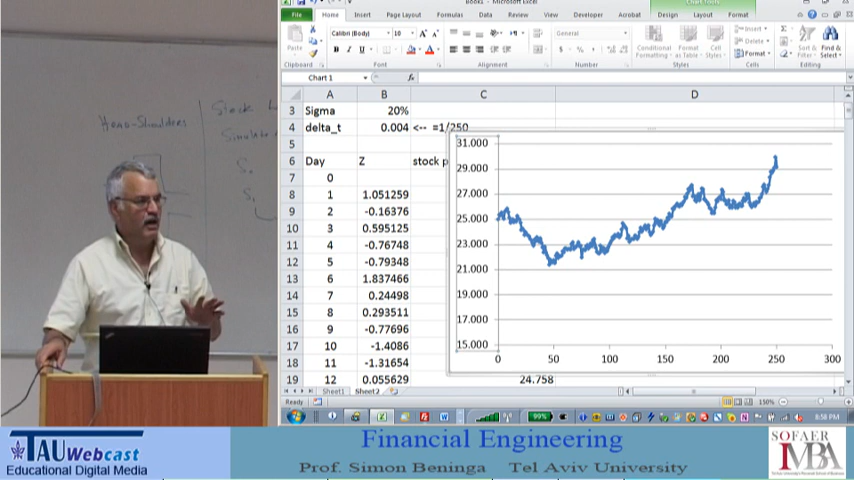 Book1 - Microsoft Excel
Chart Tools
File Home Insert Page Layout Formulas Data Review View Developer Acrobat Design Layout Format
Paste
Calibri (Body) 10
General
Conditional Formatting
Format as Table
Cell Styles
Insert
Delete
Format
Sort & Filter
Find & Select
Clipboard Font Alignment Number Styles Cells Editing
Chart 1 fx
A B C D
3 Sigma 20%
4 delta_t 0.004 <-- =1/250
5
6 Day Z stock p
7 0
8 1 1.051259
9 2 -0.16376
10 3 0.595125
11 4 -0.76748
12 5 -0.79348
13 6 1.837466
14 7 0.24498
15 8 0.293511
16 9 -0.77696
17 10 -1.4086
18 11 -1.31654
19 12 0.055629 24.758
31.000
29.000
27.000
25.000
23.000
21.000
19.000
17.000
15.000
0 50 100 150 200 250 300
Sheet1 Sheet2
Ready 150%
99% 8:58 PM
Head-Shoulders
Stock
Simulate
TAU Webcast
Educational Digital Media
Financial Engineering
Prof. Simon Beninga Tel Aviv University
SOFAER
IMBA